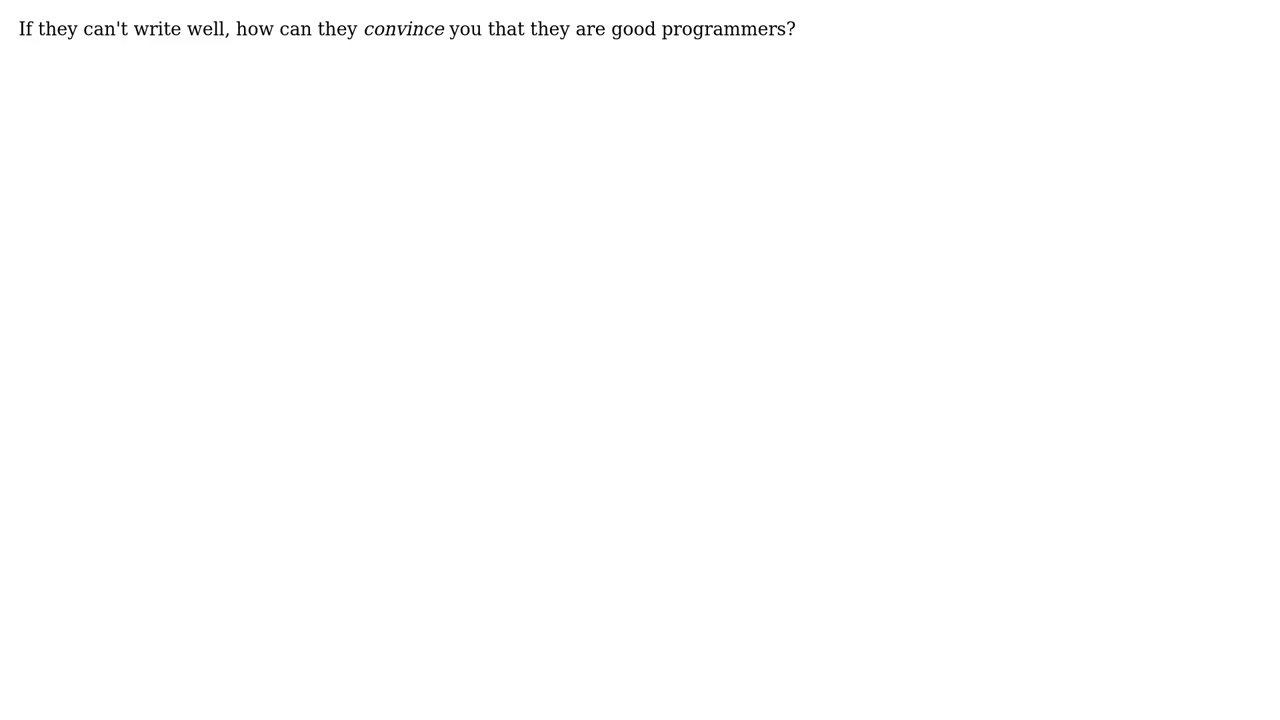 If they can't write well, how can they convince you that they are good programmers?